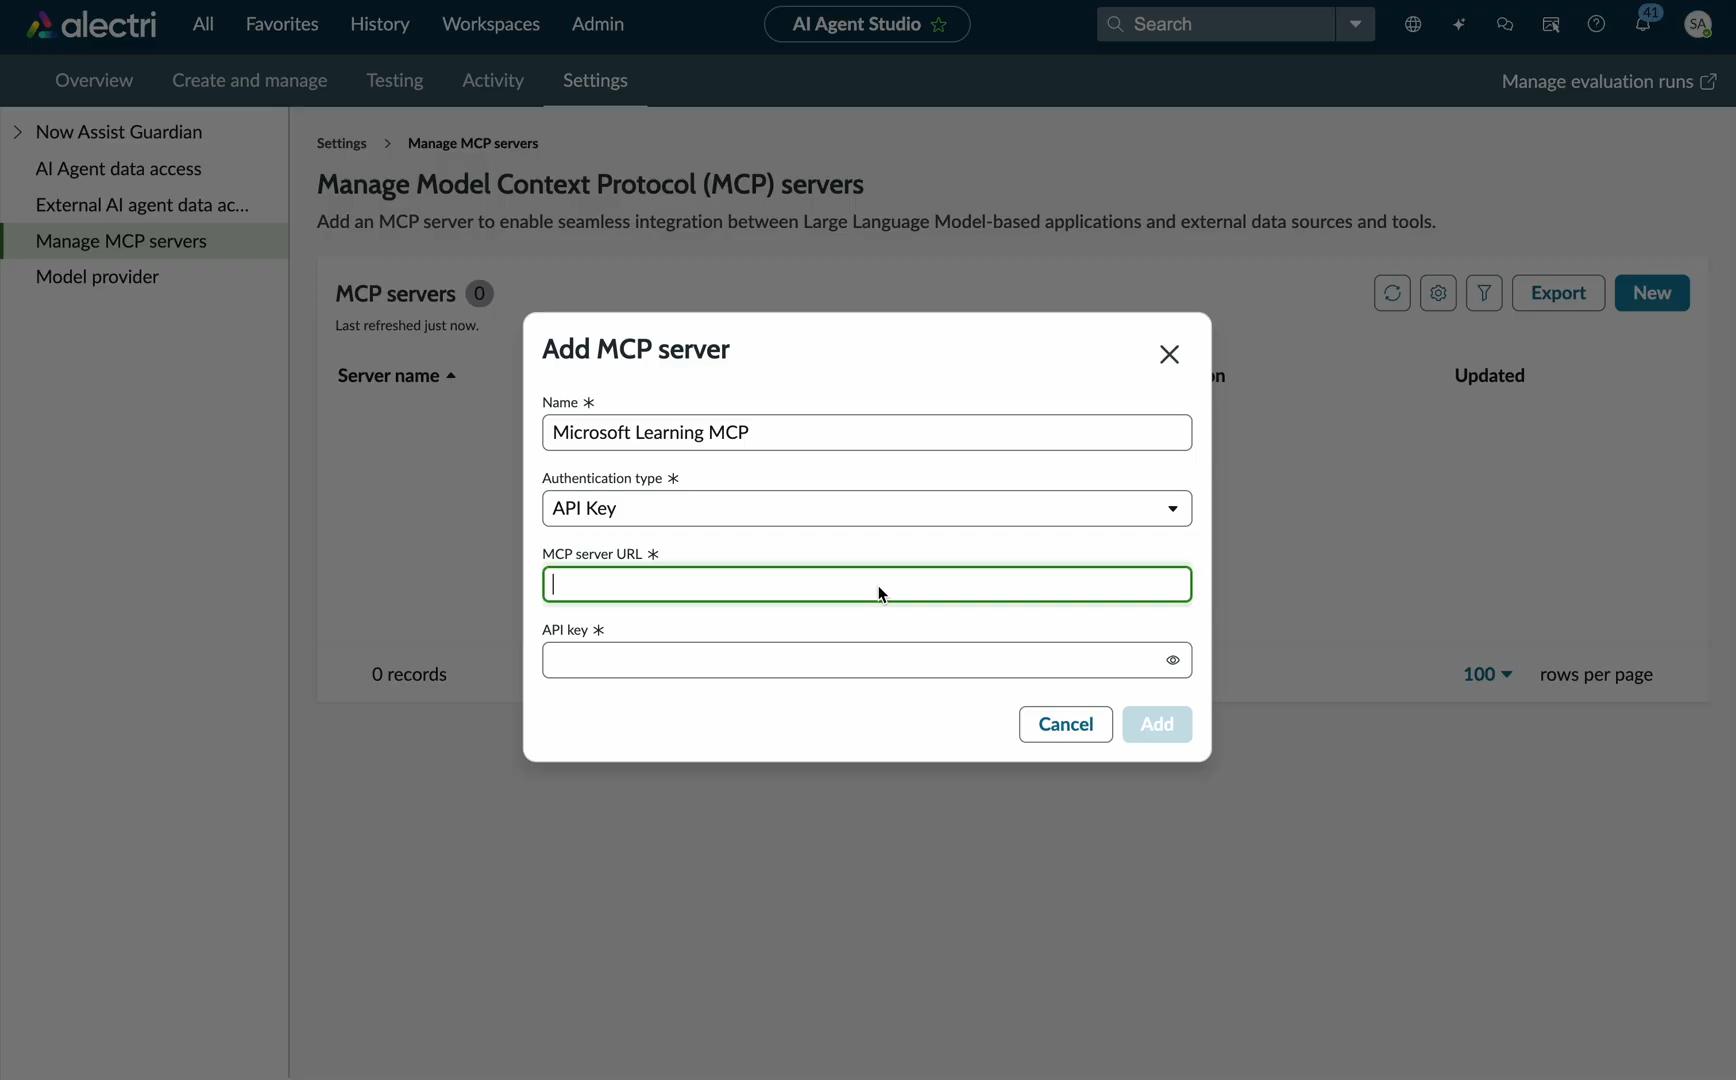 alectri
All
Favorites
History
Workspaces
Admin
AI Agent Studio
Search
41
SA
Overview
Create and manage
Testing
Activity
Settings
Manage evaluation runs
Now Assist Guardian
AI Agent data access
External AI agent data ac...
Manage MCP servers
Model provider
Settings > Manage MCP servers
Manage Model Context Protocol (MCP) servers
Add an MCP server to enable seamless integration between Large Language Model-based applications and external data sources and tools.
MCP servers 0
Last refreshed just now.
Export
New
Server name
on
Updated
Add MCP server
Name *
Microsoft Learning MCP
Authentication type *
API Key
MCP server URL *
API key *
Cancel
Add
0 records
100
rows per page